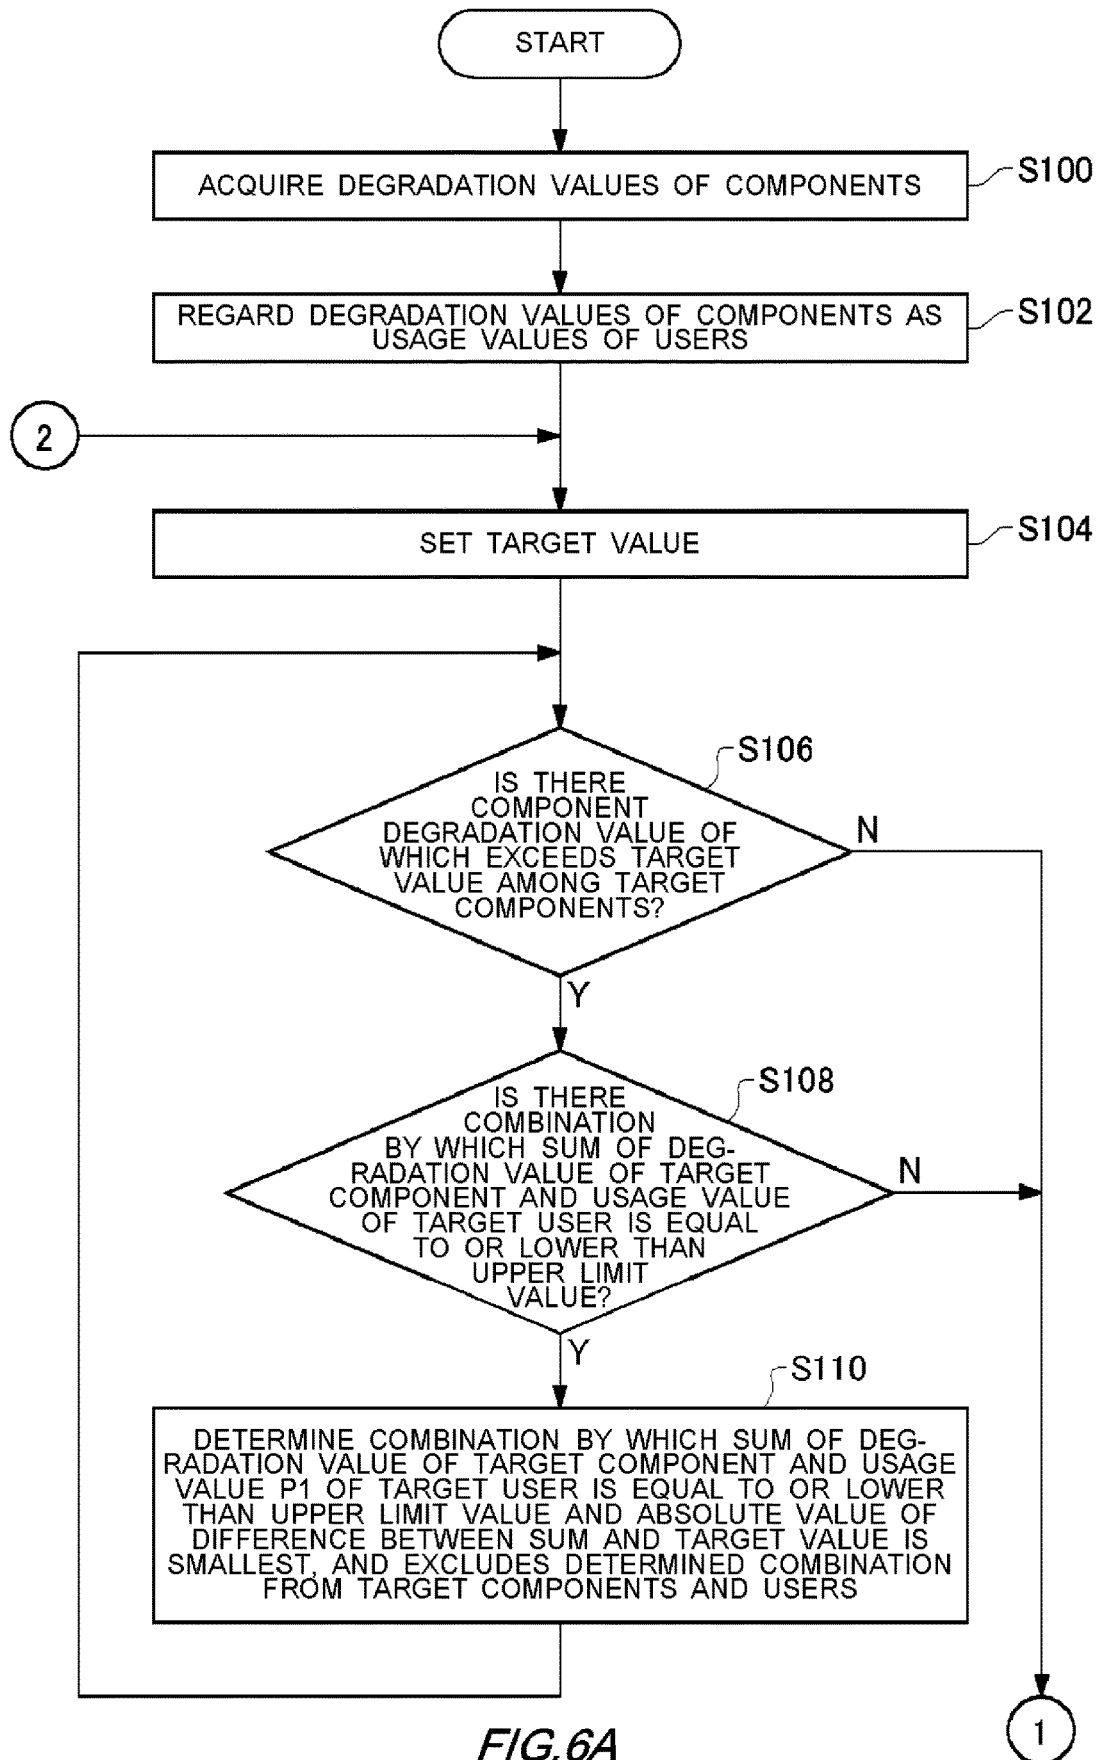 START
ACQUIRE DEGRADATION VALUES OF COMPONENTS
S100
REGARD DEGRADATION VALUES OF COMPONENTS AS
USAGE VALUES OF USERS
S102
2
SET TARGET VALUE
S104
S106
IS THERE
COMPONENT
DEGRADATION VALUE OF
WHICH EXCEEDS TARGET
VALUE AMONG TARGET
COMPONENTS?
N
Y
S108
IS THERE
COMBINATION
BY WHICH SUM OF DEG-
RADATION VALUE OF TARGET
COMPONENT AND USAGE VALUE
OF TARGET USER IS EQUAL
TO OR LOWER THAN
UPPER LIMIT
VALUE?
N
Y
S110
DETERMINE COMBINATION BY WHICH SUM OF DEG-
RADATION VALUE OF TARGET COMPONENT AND USAGE
VALUE P1 OF TARGET USER IS EQUAL TO OR LOWER
THAN UPPER LIMIT VALUE AND ABSOLUTE VALUE OF
DIFFERENCE BETWEEN SUM AND TARGET VALUE IS
SMALLEST, AND EXCLUDES DETERMINED COMBINATION
FROM TARGET COMPONENTS AND USERS
1
FIG.6A